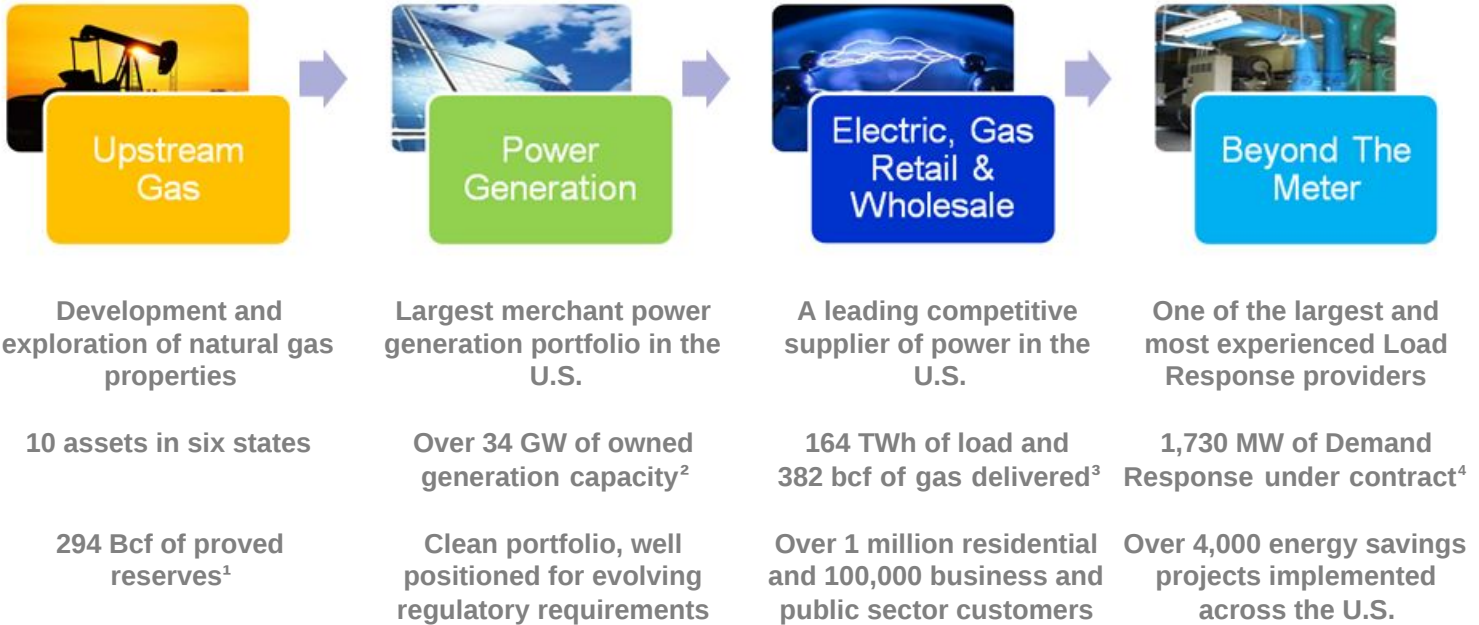 Upstream
Gas
Power
Generation
Electric, Gas
Retail &
Wholesale
Beyond The
Meter
Development and
exploration of natural gas
properties
10 assets in six states
294 Bcf of proved
reserves¹
Largest merchant power
generation portfolio in the
U.S.
Over 34 GW of owned
generation capacity²
Clean portfolio, well
positioned for evolving
regulatory requirements
A leading competitive
supplier of power in the
U.S.
164 TWh of load and
382 bcf of gas delivered³
Over 1 million residential
and 100,000 business and
public sector customers
One of the largest and
most experienced Load
Response providers
1,730 MW of Demand
Response under contract⁴
Over 4,000 energy savings
projects implemented
across the U.S.